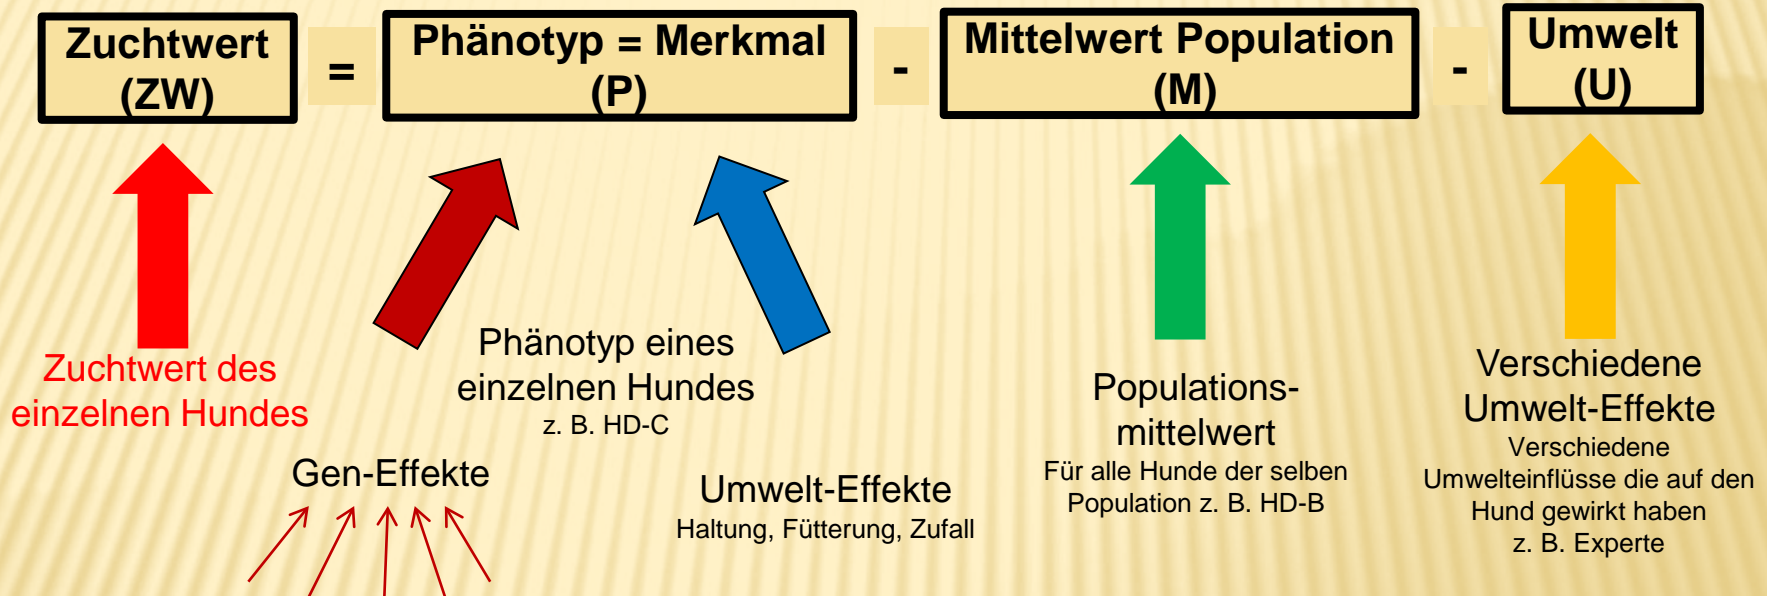 Zuchtwert
(ZW)
=
Phänotyp = Merkmal
(P)
-
Mittelwert Population
(M)
-
Umwelt
(U)
Zuchtwert des
einzelnen Hundes
Phänotyp eines
einzelnen Hundes
z. B. HD-C
Gen-Effekte
Umwelt-Effekte
Haltung, Fütterung, Zufall
Populations-
mittelwert
Für alle Hunde der selben
Population z. B. HD-B
Verschiedene
Umwelt-Effekte
Verschiedene
Umwelteinflüsse die auf den
Hund gewirkt haben
z. B. Experte